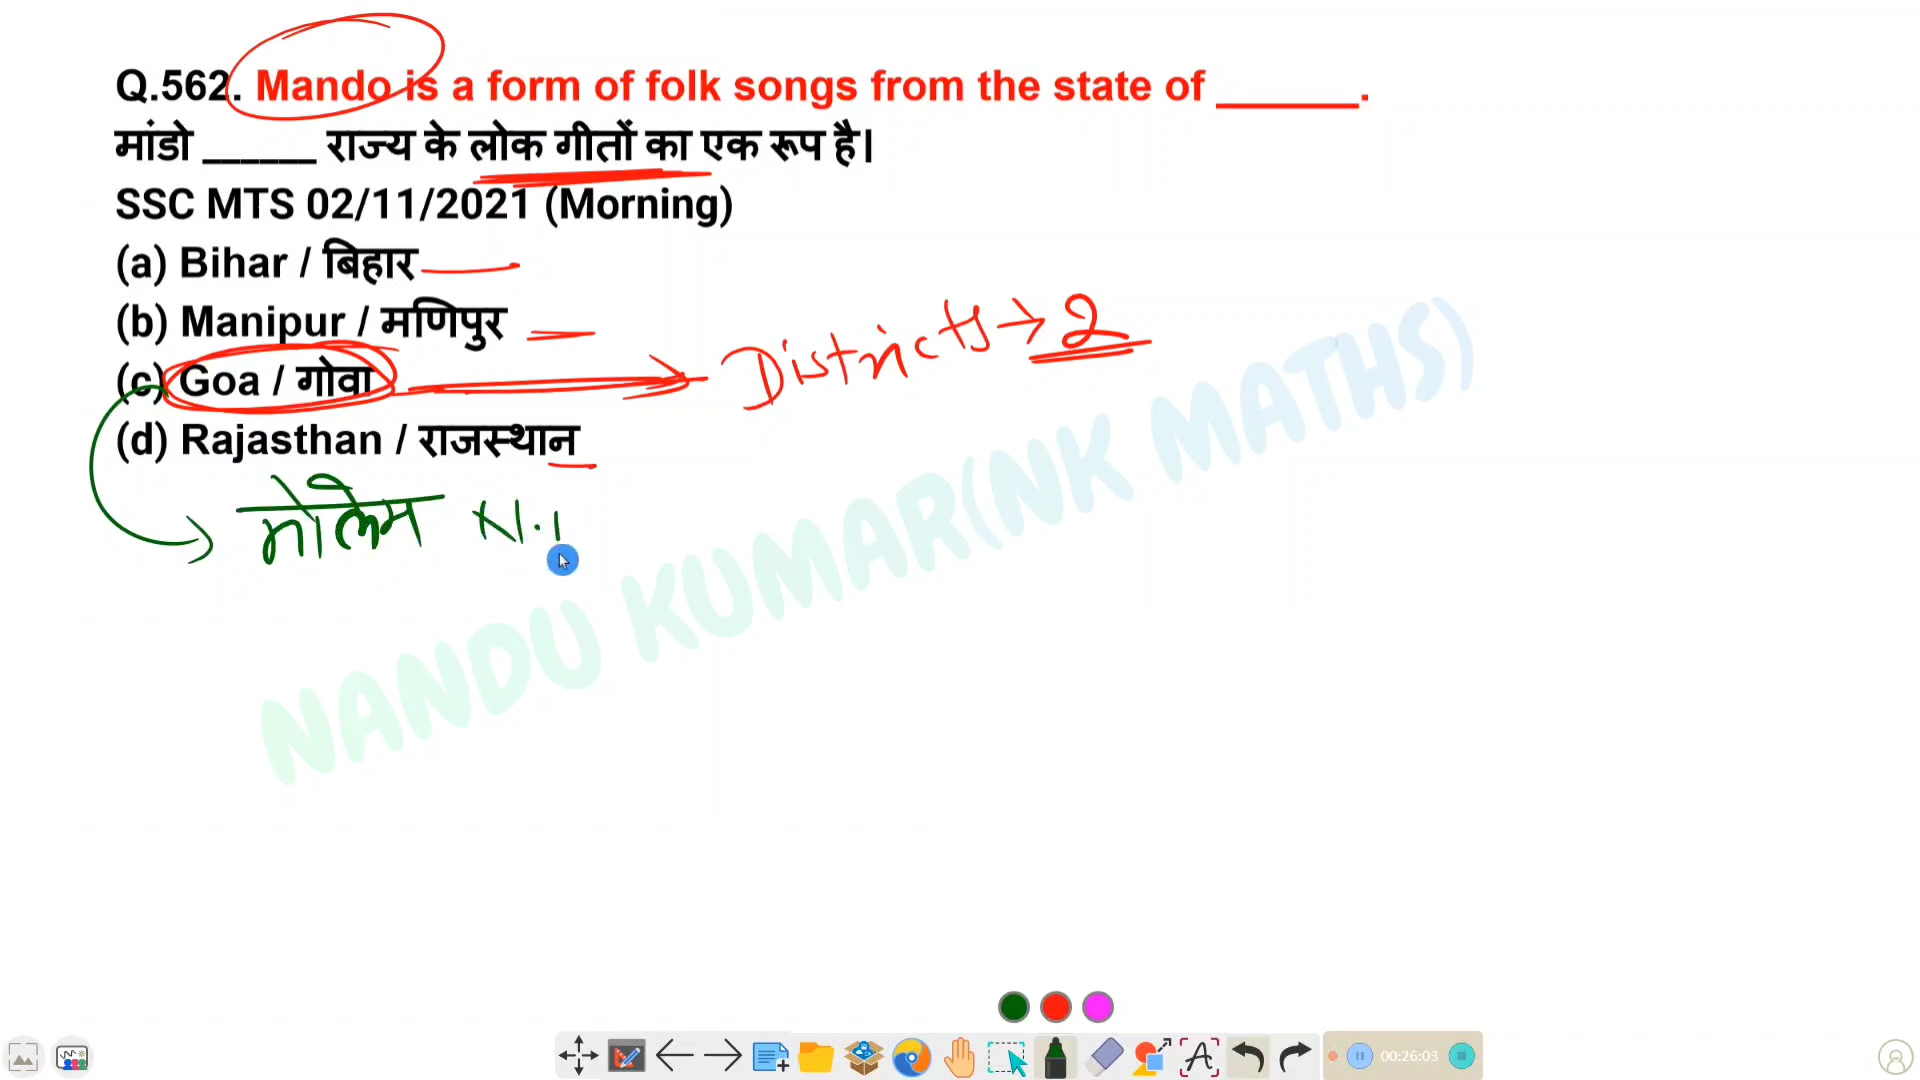 Q.562. Mando is a form of folk songs from the state of ______.
मांडो ______ राज्य के लोक गीतों का एक रूप है।
SSC MTS 02/11/2021 (Morning)
(a) Bihar / बिहार
(b) Manipur / मणिपुर
(c) Goa / गोवा
Districts → 2
(d) Rajasthan / राजस्थान
मोलेम N.
NANDU KUMAR(NK MATHS)
00:26:03